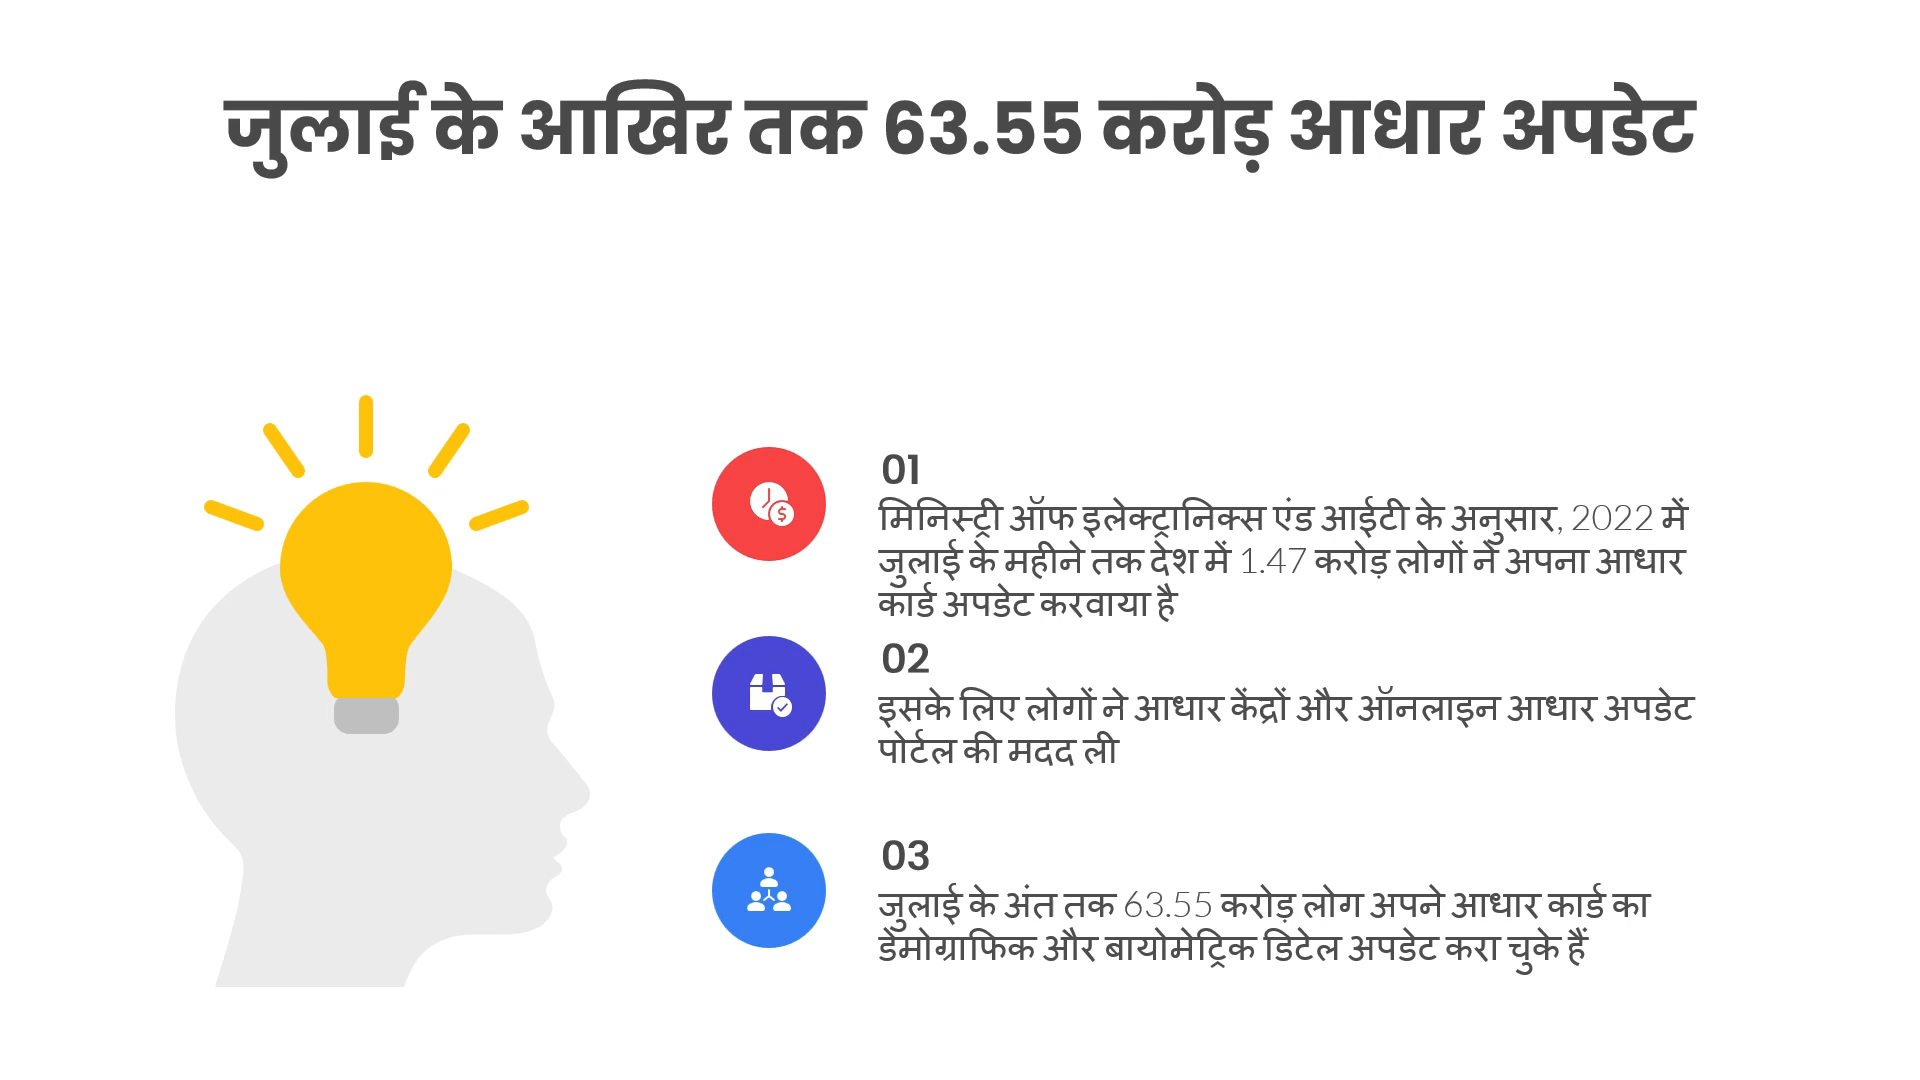 जुलाई के आखिर तक 63.55 करोड़ आधार अपडेट
01
मिनिस्ट्री ऑफ इलेक्ट्रानिक्स एंड आईटी के अनुसार, 2022 में
जुलाई के महीने तक देश में 1.47 करोड़ लोगों ने अपना आधार
कार्ड अपडेट करवाया है
02
इसके लिए लोगों ने आधार केंद्रों और ऑनलाइन आधार अपडेट
पोर्टल की मदद ली
03
जुलाई के अंत तक 63.55 करोड़ लोग अपने आधार कार्ड का
डेमोग्राफिक और बायोमेट्रिक डिटेल अपडेट करा चुके हैं